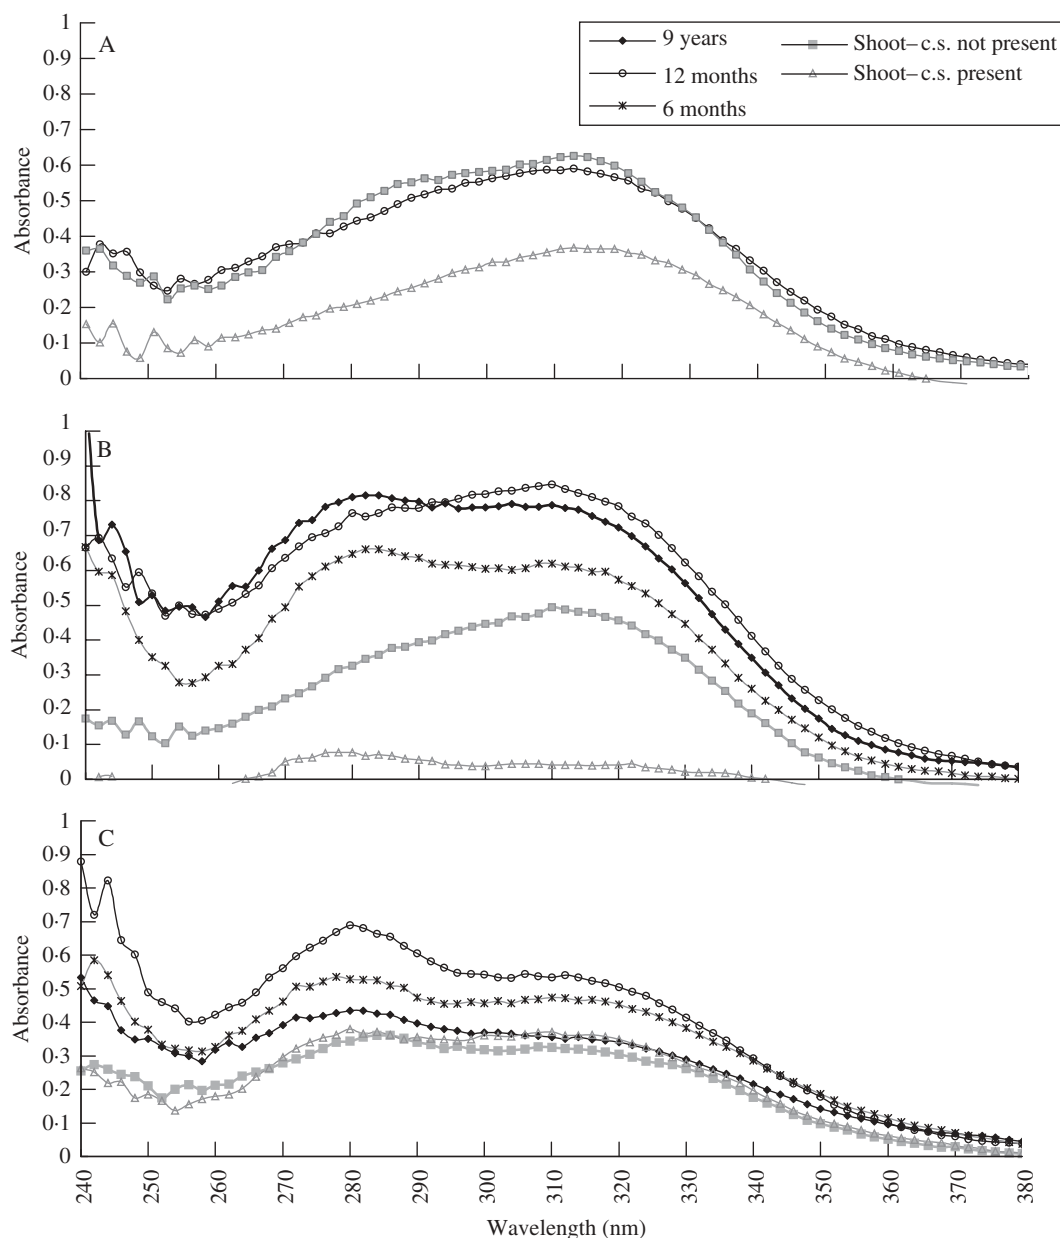 1
A
0·9
0·8
0·7
0·6
0·5
0·4
0·3
0·2
0·1
0
Absorbance
9 years
12 months
6 months
Shoot–c.s. not present
Shoot–c.s. present
1
B
0·9
0·8
0·7
0·6
0·5
0·4
0·3
0·2
0·1
0
Absorbance
1
C
0·9
0·8
0·7
0·6
0·5
0·4
0·3
0·2
0·1
0
Absorbance
240 250 260 270 280 290 300 310 320 330 340 350 360 370 380
Wavelength (nm)